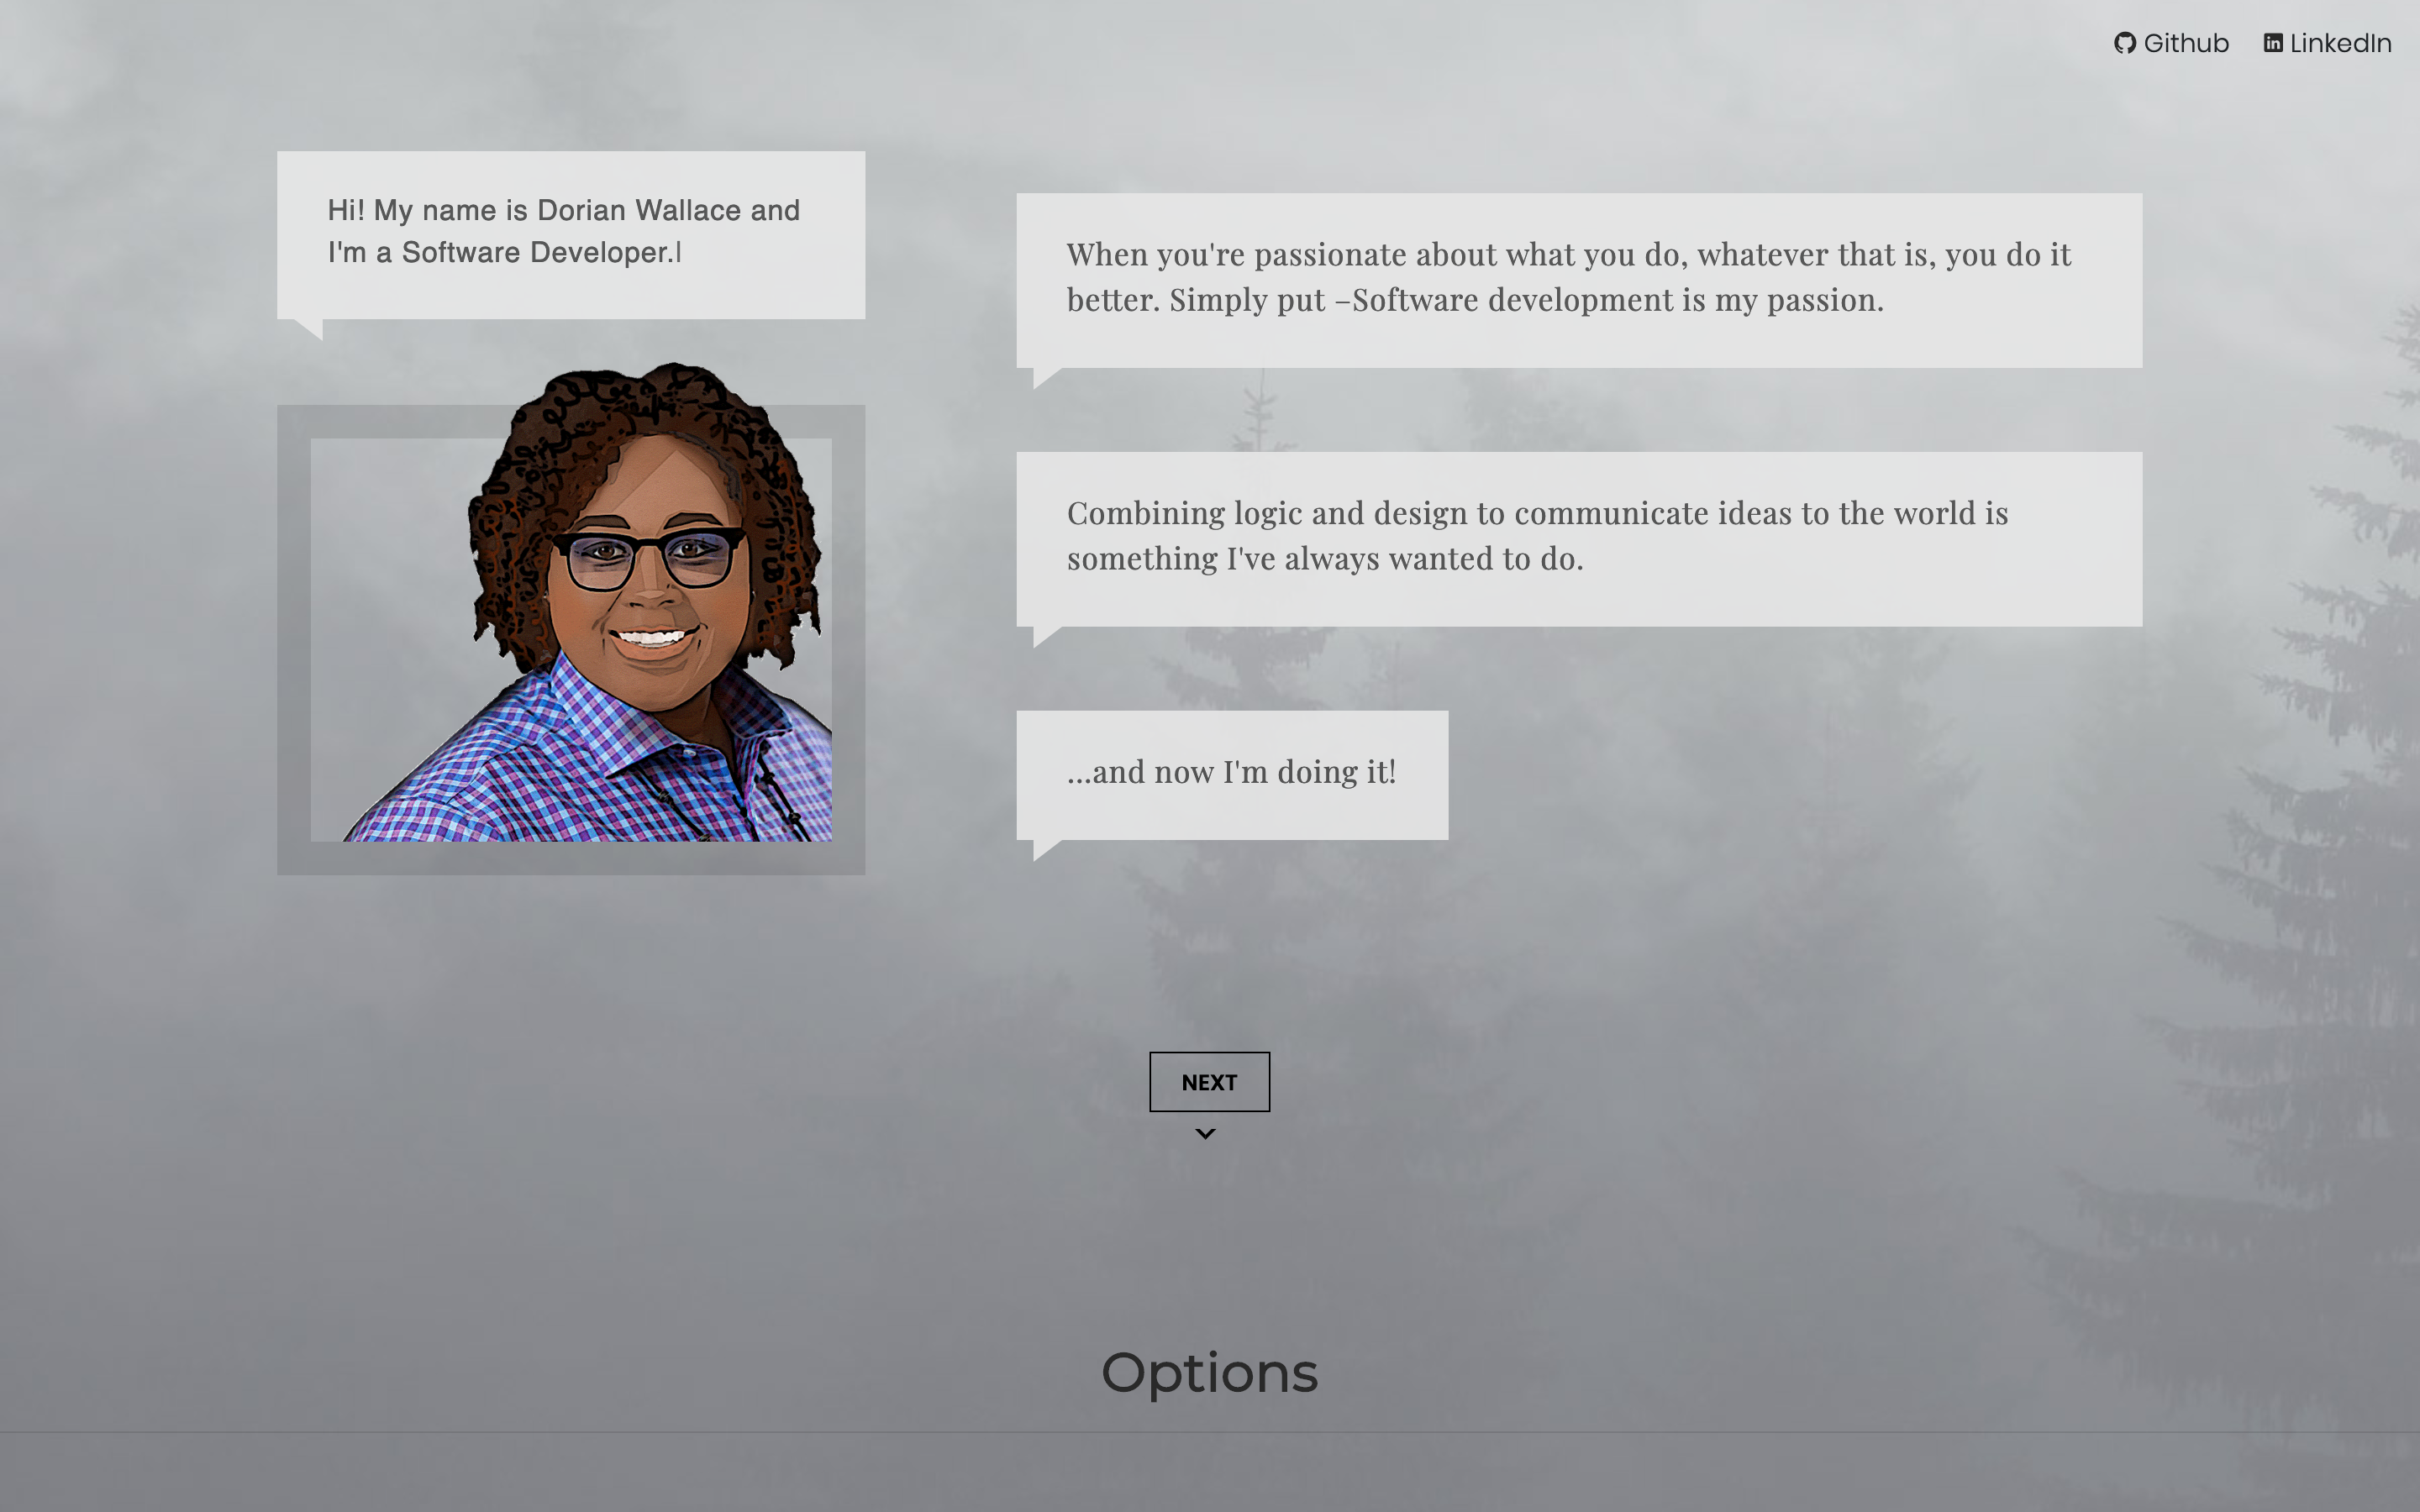 Github LinkedIn
Hi! My name is Dorian Wallace and
I'm a Software Developer.|
When you're passionate about what you do, whatever that is, you do it
better. Simply put –Software development is my passion.
Combining logic and design to communicate ideas to the world is
something I've always wanted to do.
...and now I'm doing it!
NEXT
Options